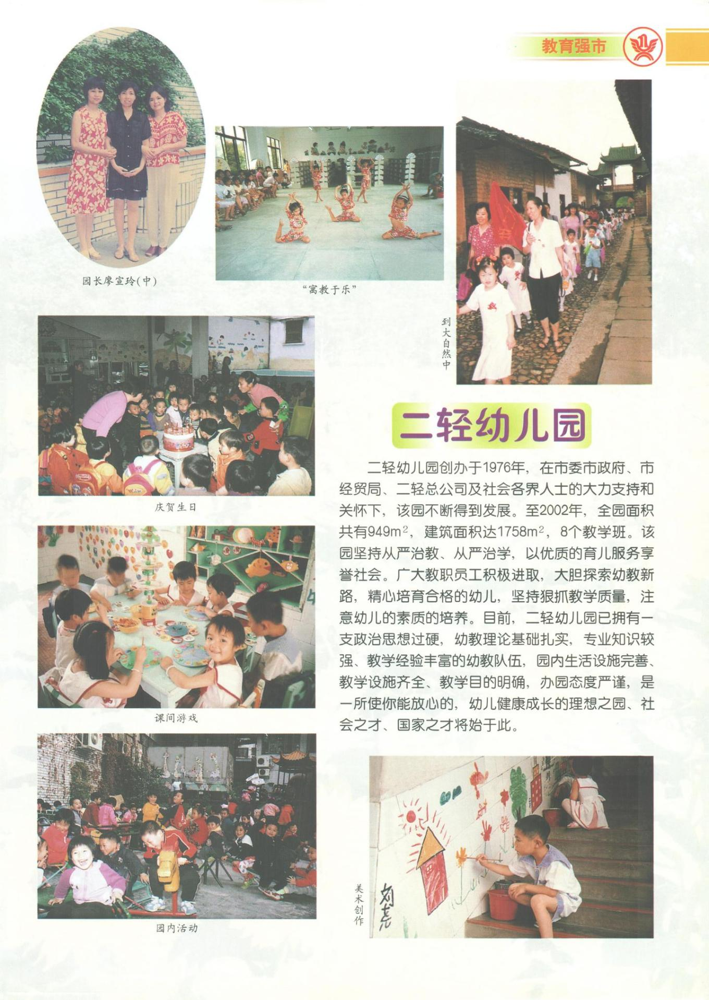 教育强市
园长廖宣玲(中)
“寓教于乐”
到大自然中
庆贺生日
二轻幼儿园
二轻幼儿园创办于1976年，在市委市政府、市
经贸局、二轻总公司及社会各界人士的大力支持和
关怀下，该园不断得到发展。至2002年，全园面积
共有949m²，建筑面积达1758m²，8个教学班。该
园坚持从严治教、从严治学，以优质的育儿服务享
誉社会。广大教职员工积极进取，大胆探索幼教新
路，精心培育合格的幼儿，坚持狠抓教学质量，注
意幼儿的素质的培养。目前，二轻幼儿园已拥有一
支政治思想过硬，幼教理论基础扎实，专业知识较
强、教学经验丰富的幼教队伍，园内生活设施完善、
教学设施齐全、教学目的明确，办园态度严谨，是
一所使你能放心的，幼儿健康成长的理想之园、社
会之才、国家之才将始于此。
课间游戏
园内活动
美术创作